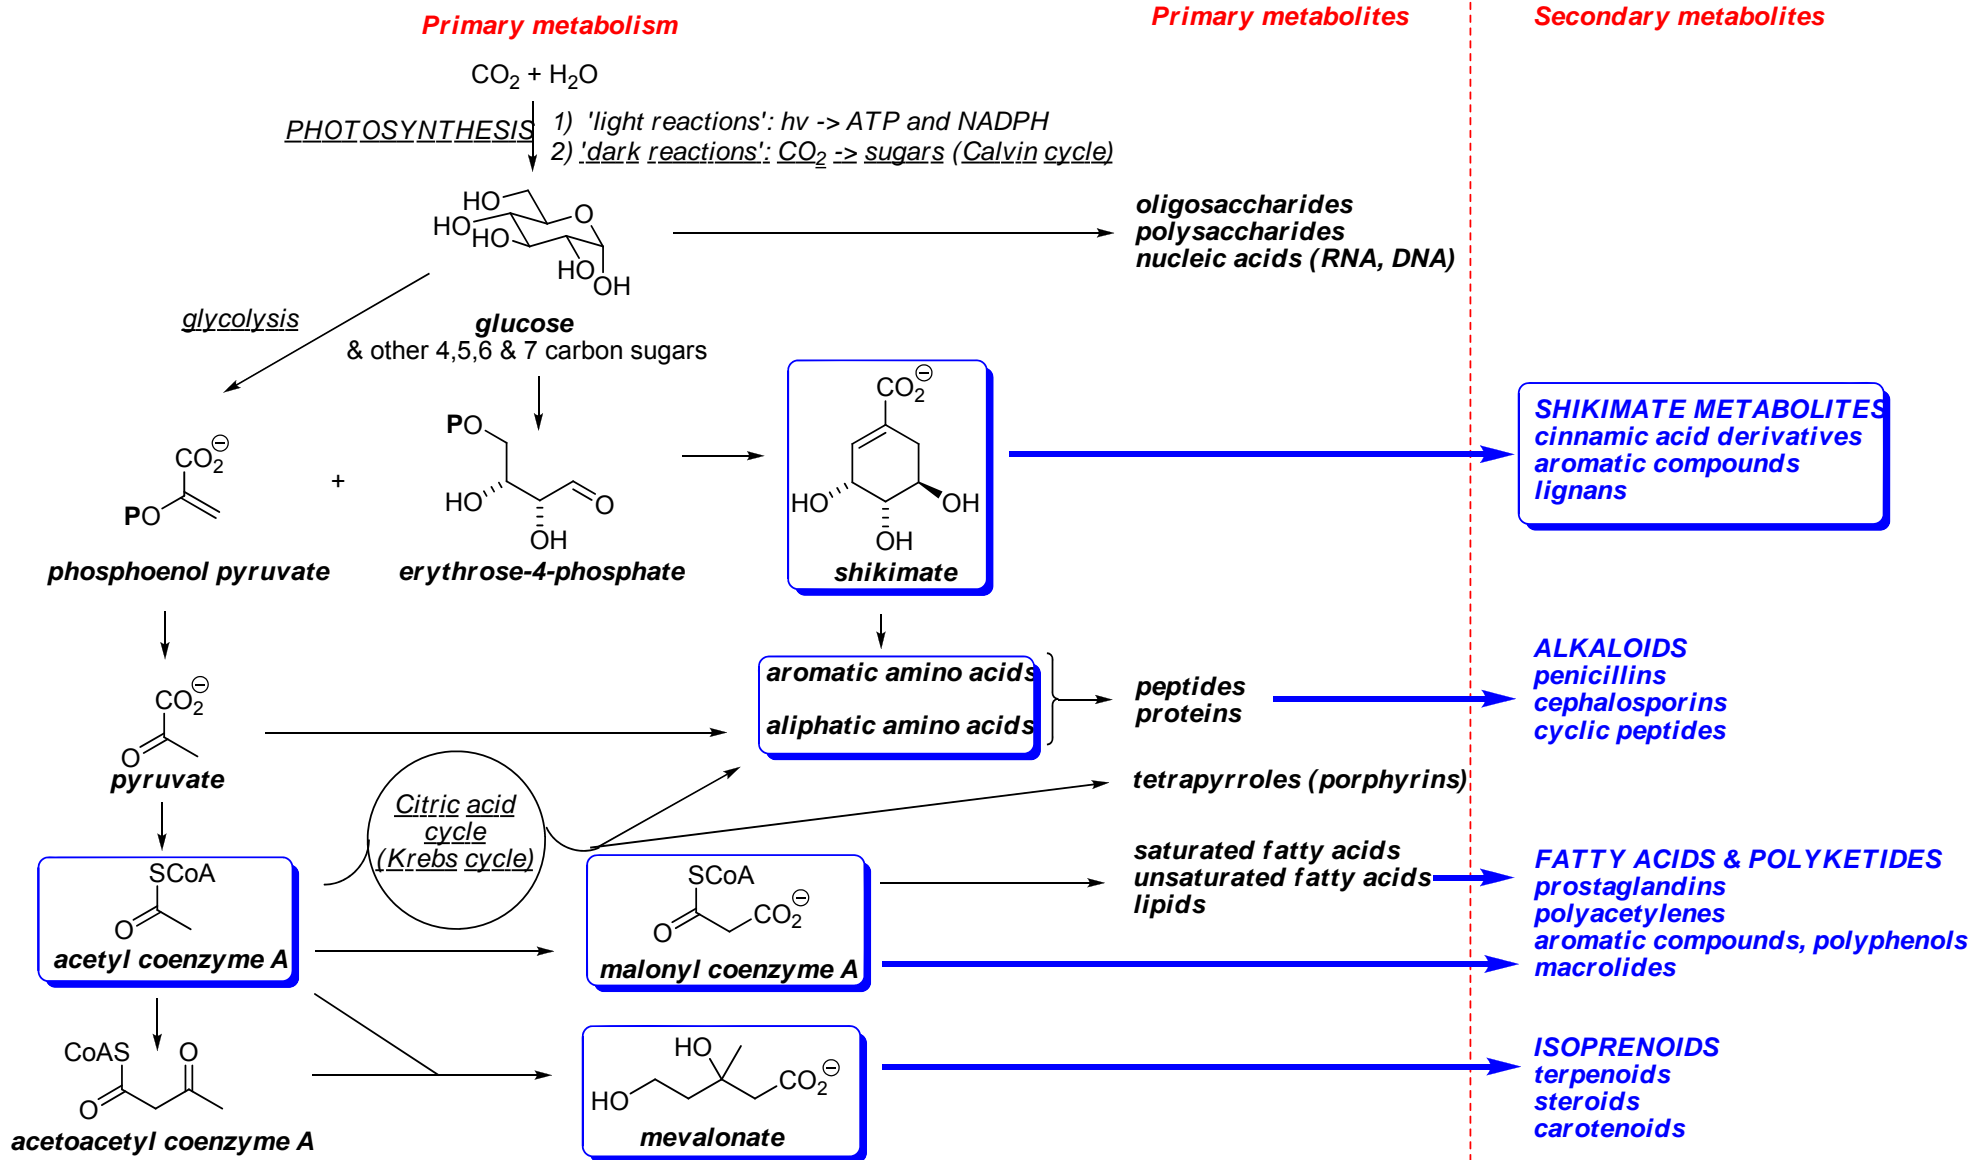 Primary metabolism
Primary metabolites
Secondary metabolites
CO2 + H2O
PHOTOSYNTHESIS
1) 'light reactions': hv -> ATP and NADPH
2) 'dark reactions': CO2 -> sugars (Calvin cycle)
HO
HO
HO
O
HO
OH
oligosaccharides
polysaccharides
nucleic acids (RNA, DNA)
glycolysis
glucose
& other 4,5,6 & 7 carbon sugars
CO2⊖
PO
phosphoenol pyruvate
+
PO
HO
O
OH
erythrose-4-phosphate
CO2⊖
HO
OH
OH
shikimate
SHIKIMATE METABOLITES
cinnamic acid derivatives
aromatic compounds
lignans
CO2⊖
O
pyruvate
aromatic amino acids
aliphatic amino acids
peptides
proteins
ALKALOIDS
penicillins
cephalosporins
cyclic peptides
Citric acid
cycle
(Krebs cycle)
tetrapyrroles (porphyrins)
SCoA
O
acetyl coenzyme A
SCoA
O
CO2⊖
malonyl coenzyme A
saturated fatty acids
unsaturated fatty acids
lipids
FATTY ACIDS & POLYKETIDES
prostaglandins
polyacetylenes
aromatic compounds, polyphenols
macrolides
CoAS
O
O
acetoacetyl coenzyme A
HO
HO
CO2⊖
mevalonate
ISOPRENOIDS
terpenoids
steroids
carotenoids